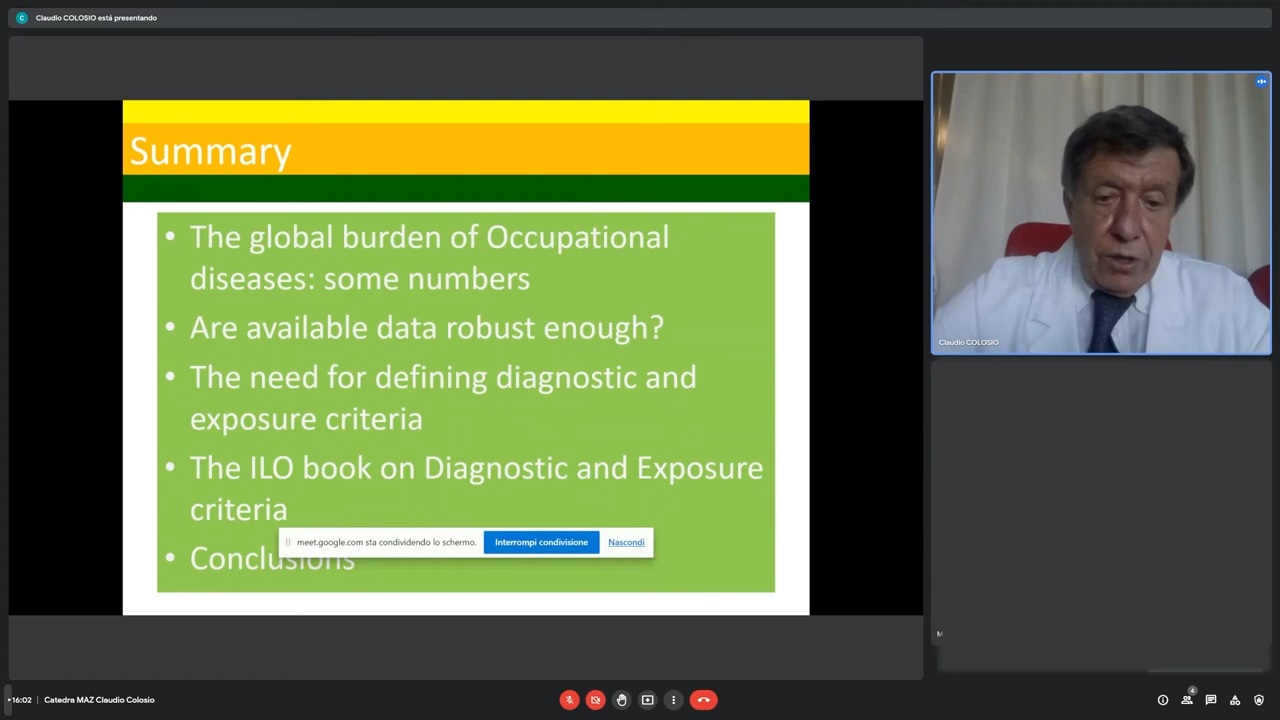 C
Claudio COLOSIO está presentando
Summary
• The global burden of Occupational
diseases: some numbers
• Are available data robust enough?
• The need for defining diagnostic and
exposure criteria
• The ILO book on Diagnostic and Exposure
criteria
• Conclusions
meet.google.com sta condividendo lo schermo.
Interrompi condivisione
Nascondi
Claudio COLOSIO
16:02
Catedra MAZ Claudio Colosio
4